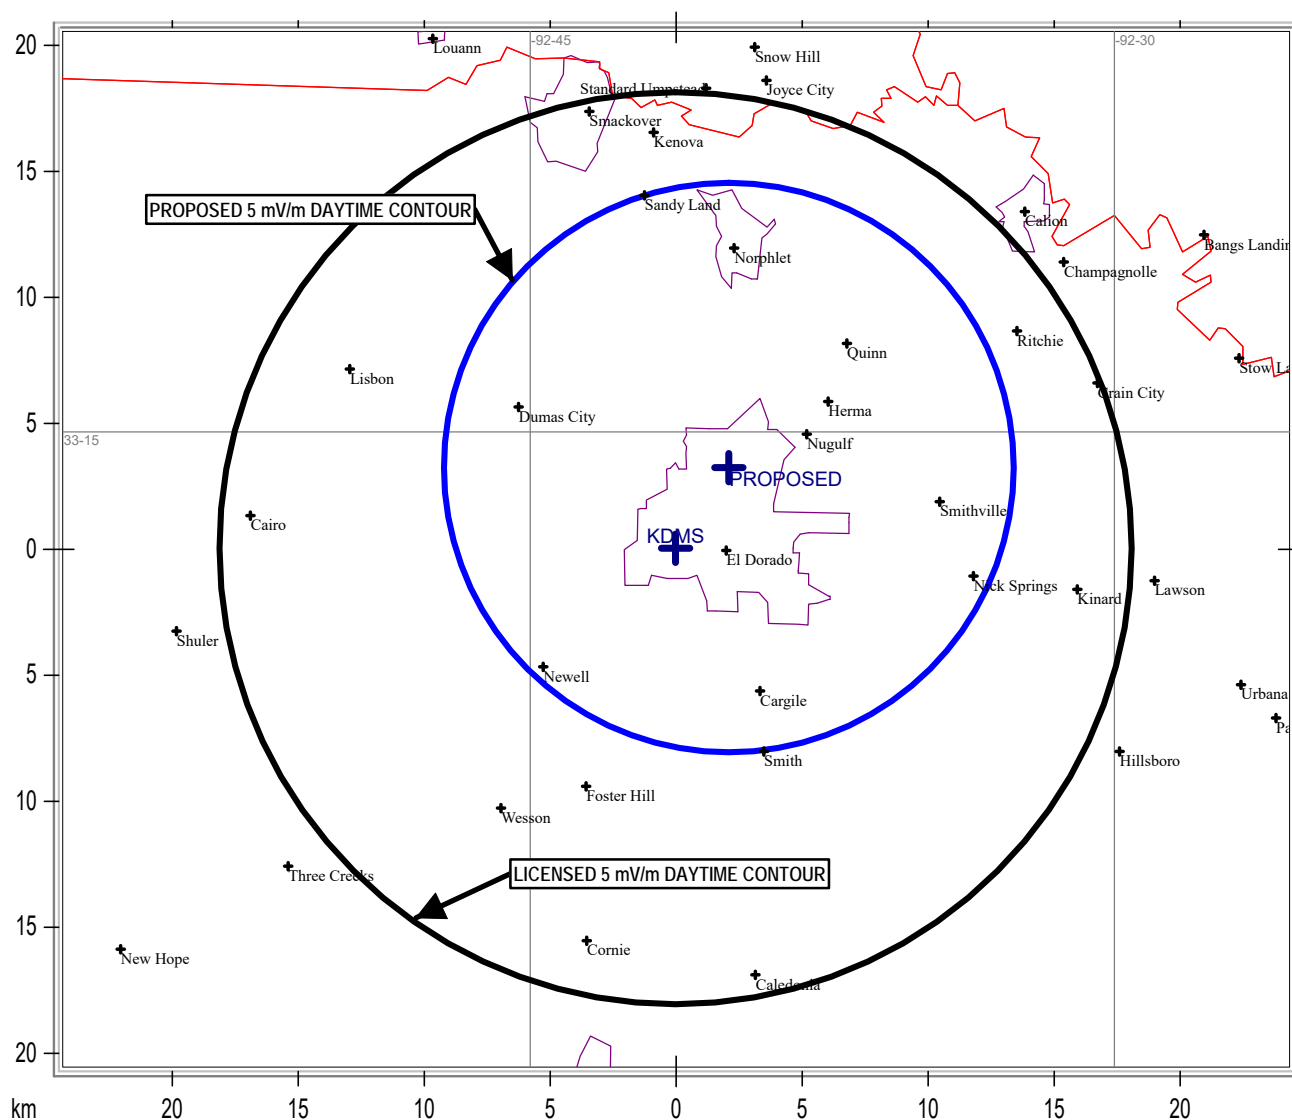 20
-92-45
-92-30
Louann
Snow Hill
Standard Umpstead
Joyce City
Smackover
Kenova
15
PROPOSED 5 mV/m DAYTIME CONTOUR
Sandy Land
Calion
Norphlet
Bangs Landin
Champagnolle
10
Quinn
Ritchie
Lisbon
Stow La
Crain City
Dumas City
Herma
5
33-15
Nugulf
PROPOSED
Smithville
Cairo
KDMS
0
El Dorado
Nick Springs
Kinard
Lawson
Shuler
Newell
5
Cargile
Urbana
Pa
Smith
Hillsboro
Foster Hill
10
Wesson
Three Creeks
LICENSED 5 mV/m DAYTIME CONTOUR
15
Cornie
New Hope
Caledonia
20
km
20
15
10
5
0
5
10
15
20